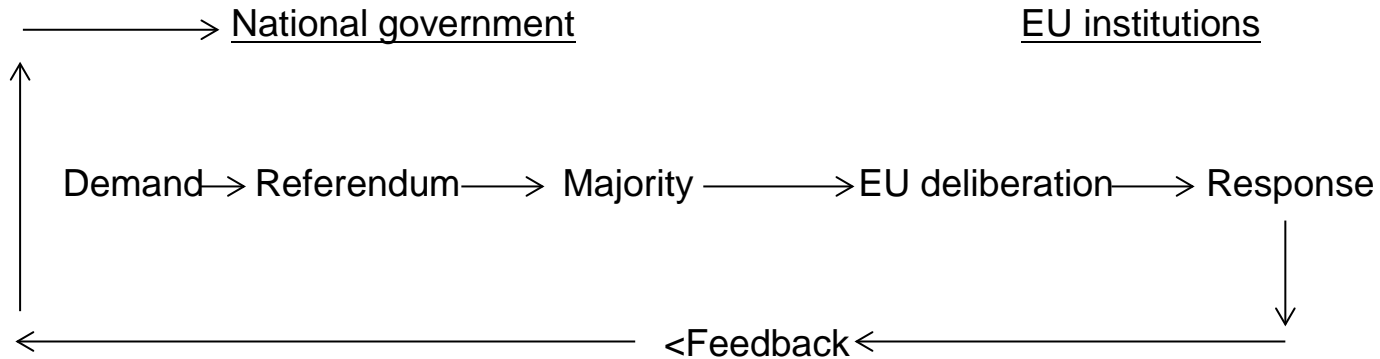 National government EU institutions
Demand Referendum Majority EU deliberation Response
<Feedback